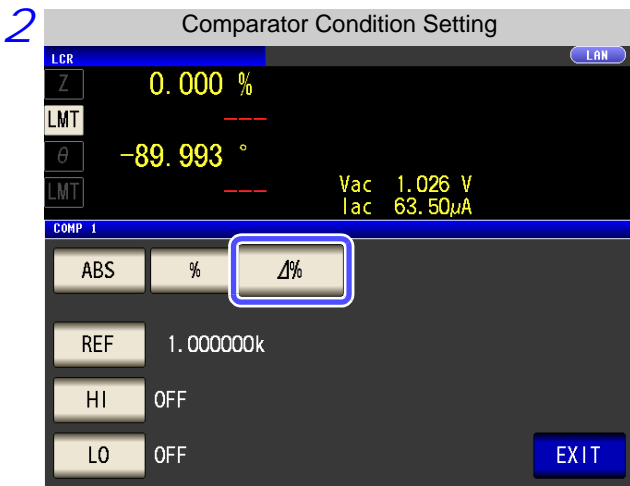 2 Comparator Condition Setting
LCR LAN
Z 0.000 %
LMT ---
θ -89.993 °
LMT ---
Vac 1.026 V
Iac 63.50μA
COMP 1
ABS % Δ%
REF 1.000000k
HI OFF
LO OFF
EXIT